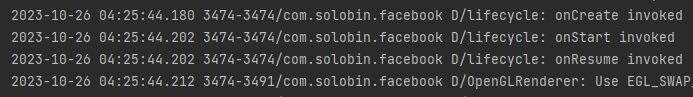 2023-10-26 04:25:44.180 3474-3474/com.solobin.facebook D/lifecycle: onCreate invoked
2023-10-26 04:25:44.202 3474-3474/com.solobin.facebook D/lifecycle: onStart invoked
2023-10-26 04:25:44.202 3474-3474/com.solobin.facebook D/lifecycle: onResume invoked
2023-10-26 04:25:44.212 3474-3491/com.solobin.facebook D/OpenGLRenderer: Use EGL_SWAP